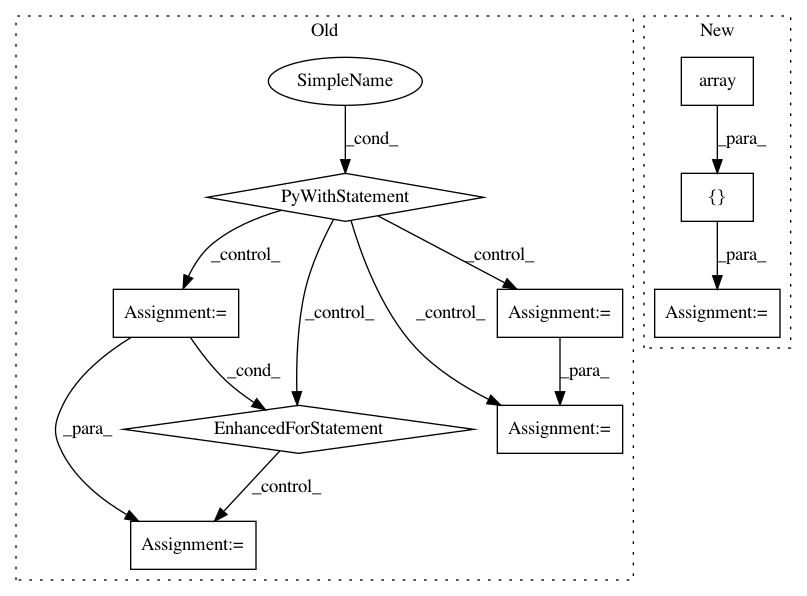 Old
New
SimpleName
array
_cond_
_para_
PyWithStatement
{}
_control_
_control_
_control_
_control_
_para_
Assignment:=
Assignment:=
Assignment:=
_para_
_cond_
_para_
EnhancedForStatement
Assignment:=
_control_
Assignment:=